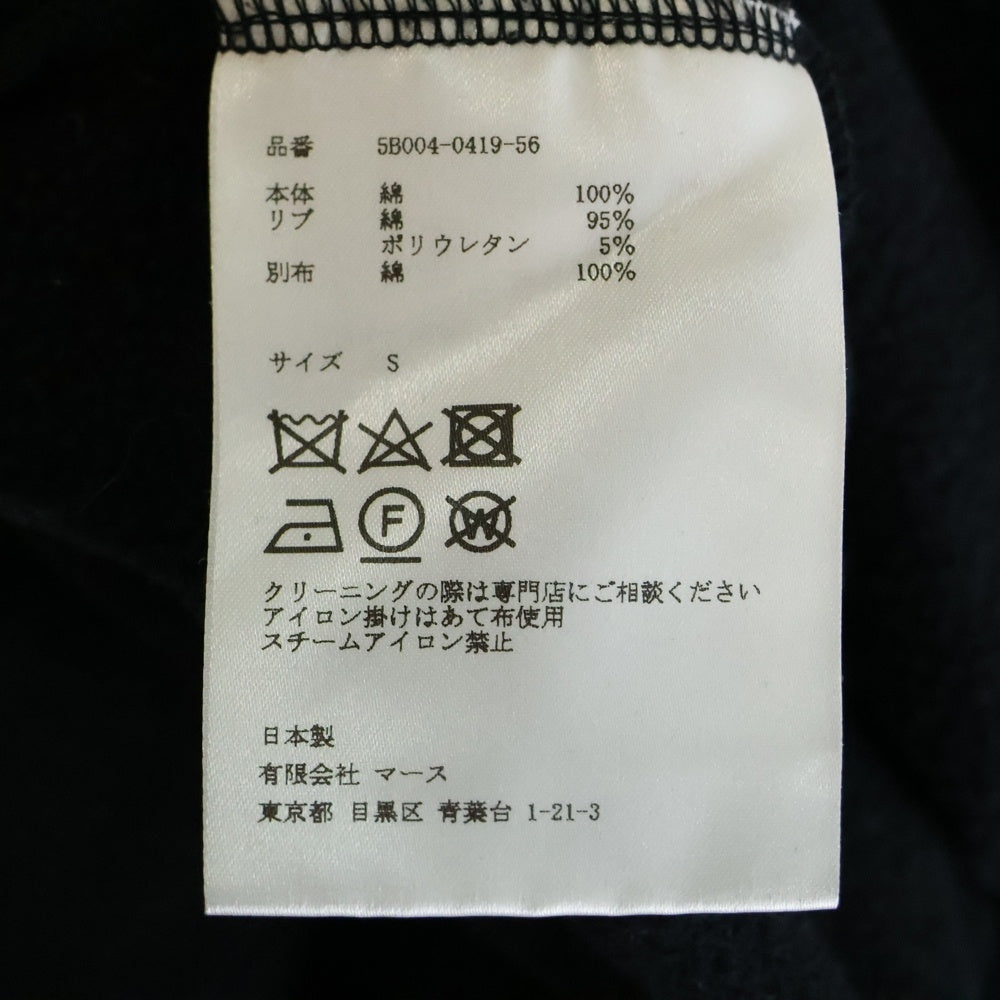 品番 5B004-0419-56
本体 綿 100%
リブ 綿 95%
ポリウレタン 5%
別布 綿 100%
サイズ S
F
W
クリーニングの際は専門店にご相談ください
アイロン掛けはあて布使用
スチームアイロン禁止
日本製
有限会社 マース
東京都 目黒区 青葉台 1-21-3